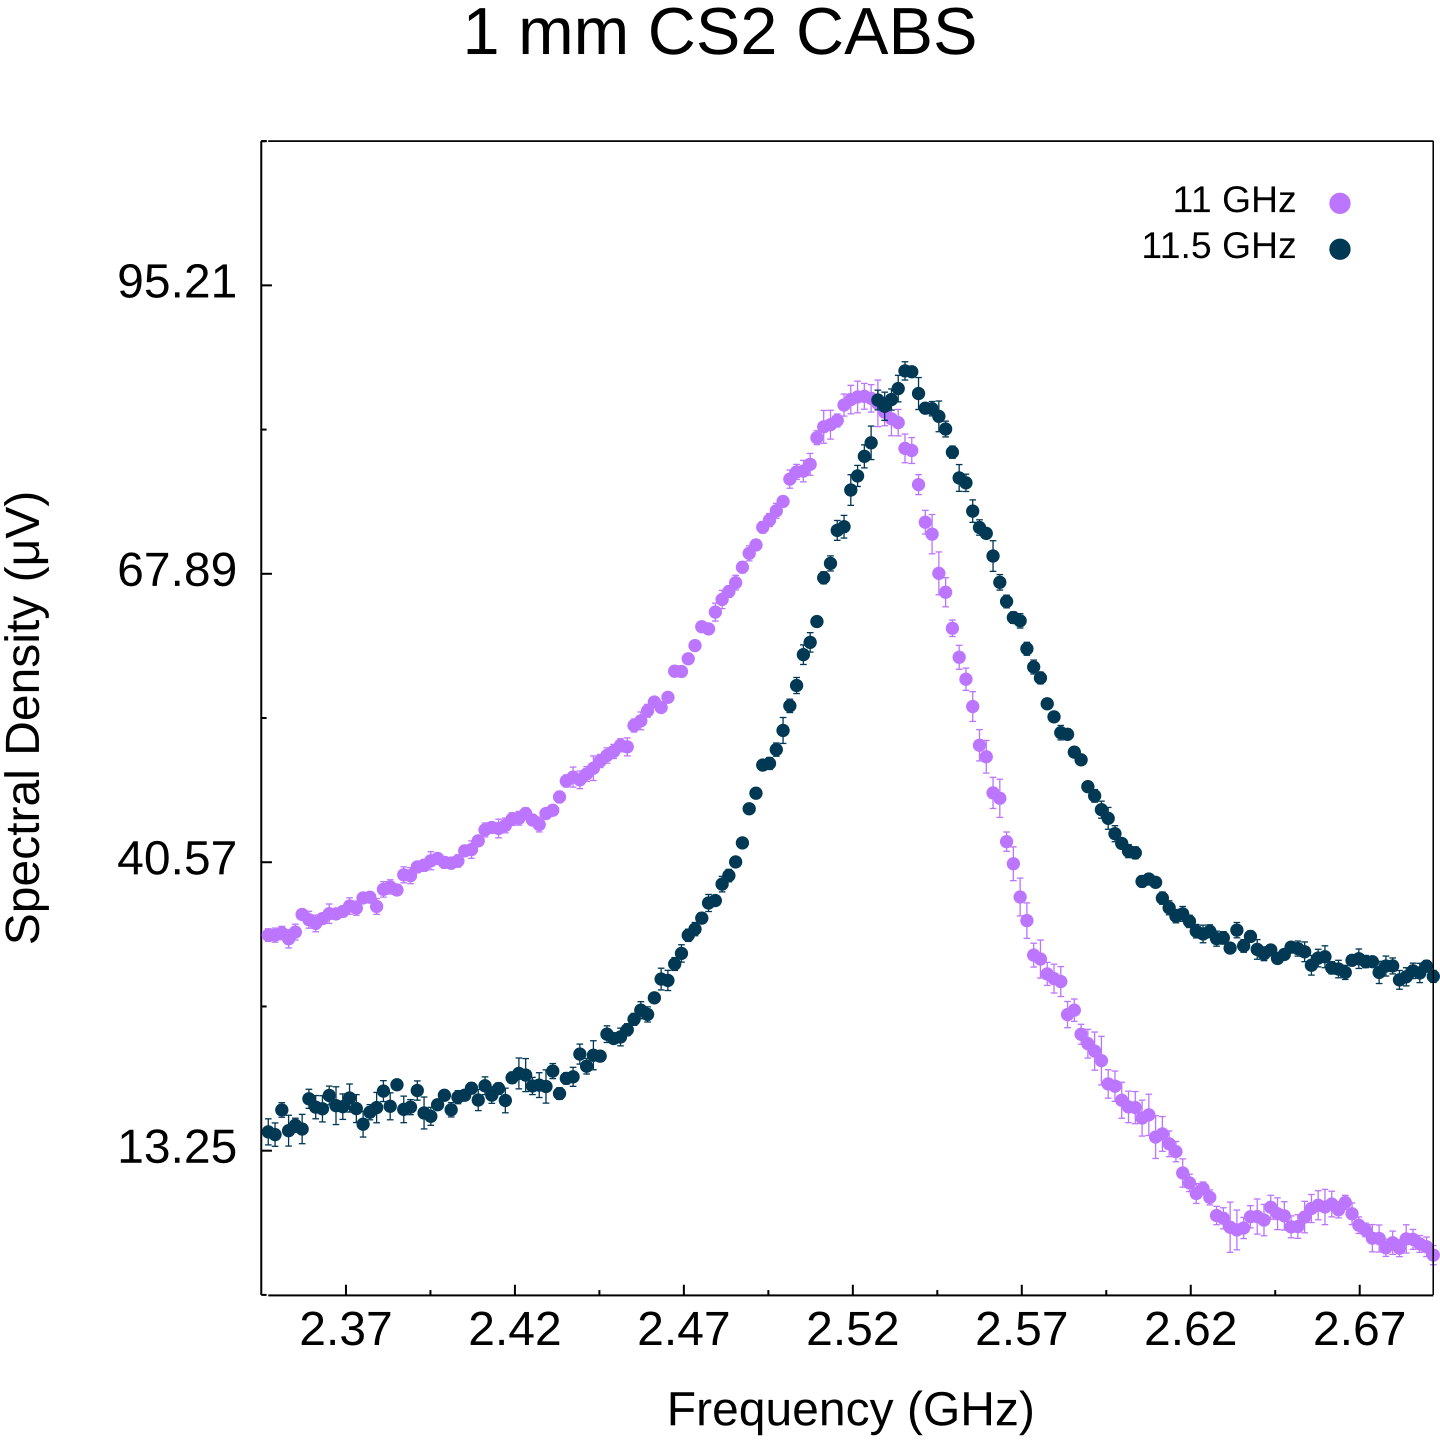 1 mm CS2 CABS
11 GHz
11.5 GHz
Spectral Density (μV)
95.21
67.89
40.57
13.25
2.37 2.42 2.47 2.52 2.57 2.62 2.67
Frequency (GHz)